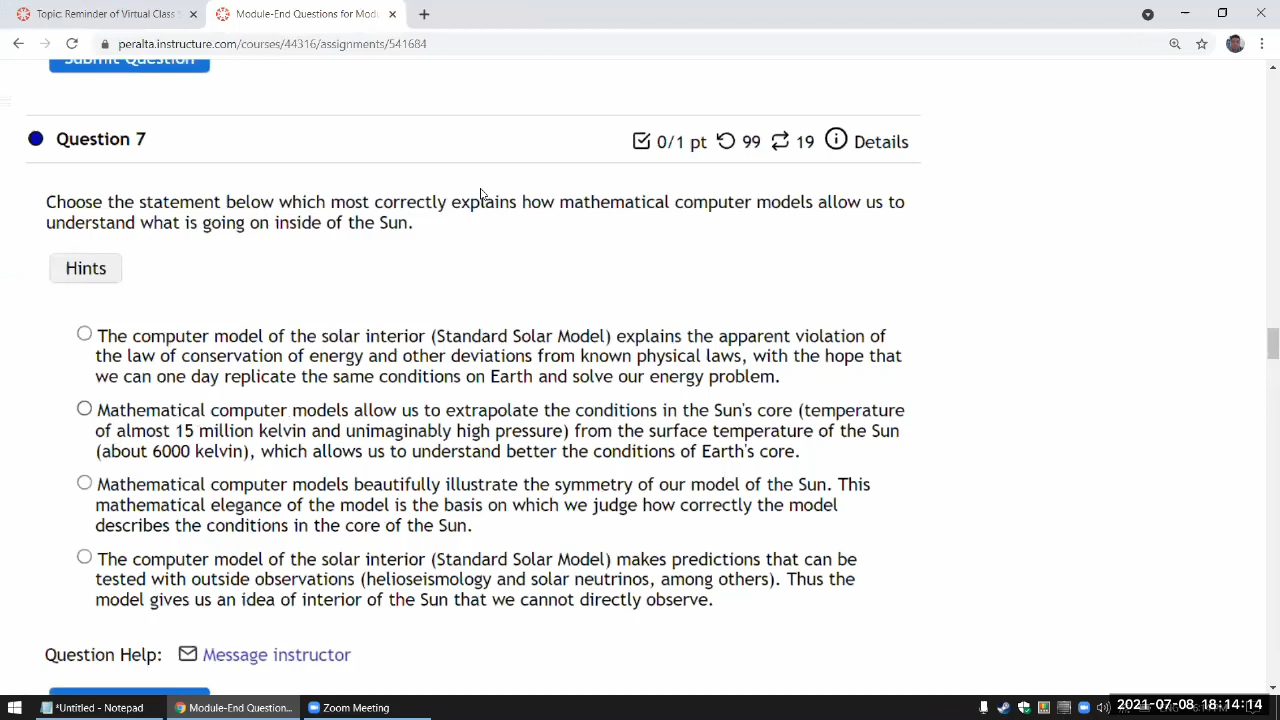 Topic: Reminder of Virtual Class
Module-End Questions for Mod
peralta.instructure.com/courses/44316/assignments/541684
Submit Question
Question 7
0/1 pt 99 19 Details
Choose the statement below which most correctly explains how mathematical computer models allow us to
understand what is going on inside of the Sun.
Hints
The computer model of the solar interior (Standard Solar Model) explains the apparent violation of
the law of conservation of energy and other deviations from known physical laws, with the hope that
we can one day replicate the same conditions on Earth and solve our energy problem.
Mathematical computer models allow us to extrapolate the conditions in the Sun's core (temperature
of almost 15 million kelvin and unimaginably high pressure) from the surface temperature of the Sun
(about 6000 kelvin), which allows us to understand better the conditions of Earth's core.
Mathematical computer models beautifully illustrate the symmetry of our model of the Sun. This
mathematical elegance of the model is the basis on which we judge how correctly the model
describes the conditions in the core of the Sun.
The computer model of the solar interior (Standard Solar Model) makes predictions that can be
tested with outside observations (helioseismology and solar neutrinos, among others). Thus the
model gives us an idea of interior of the Sun that we cannot directly observe.
Question Help: Message instructor
*Untitled - Notepad
Module-End Question...
Zoom Meeting
2021-07-08 18:14:14